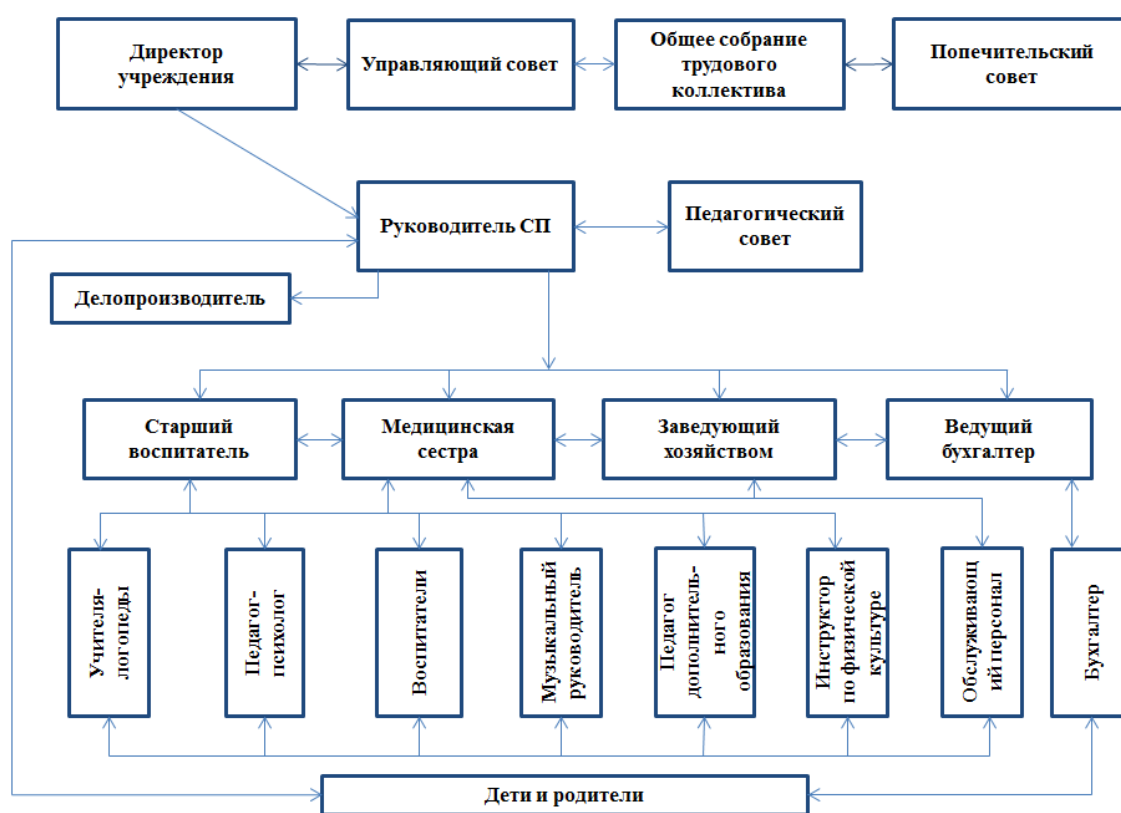 Директор
учреждения
Управляющий совет
Общее собрание
трудового
коллектива
Попечительский
совет
Руководитель СП
Педагогический
совет
Делопроизводитель
Старший
воспитатель
Медицинская
сестра
Заведующий
хозяйством
Ведущий
бухгалтер
Учителя-
логопеды
Педагог-
психолог
Воспитатели
Музыкальный
руководитель
Педагог
дополнитель-
ного
образования
Инструктор
по физической
культуре
Обслуживающ
ий персонал
Бухгалтер
Дети и родители